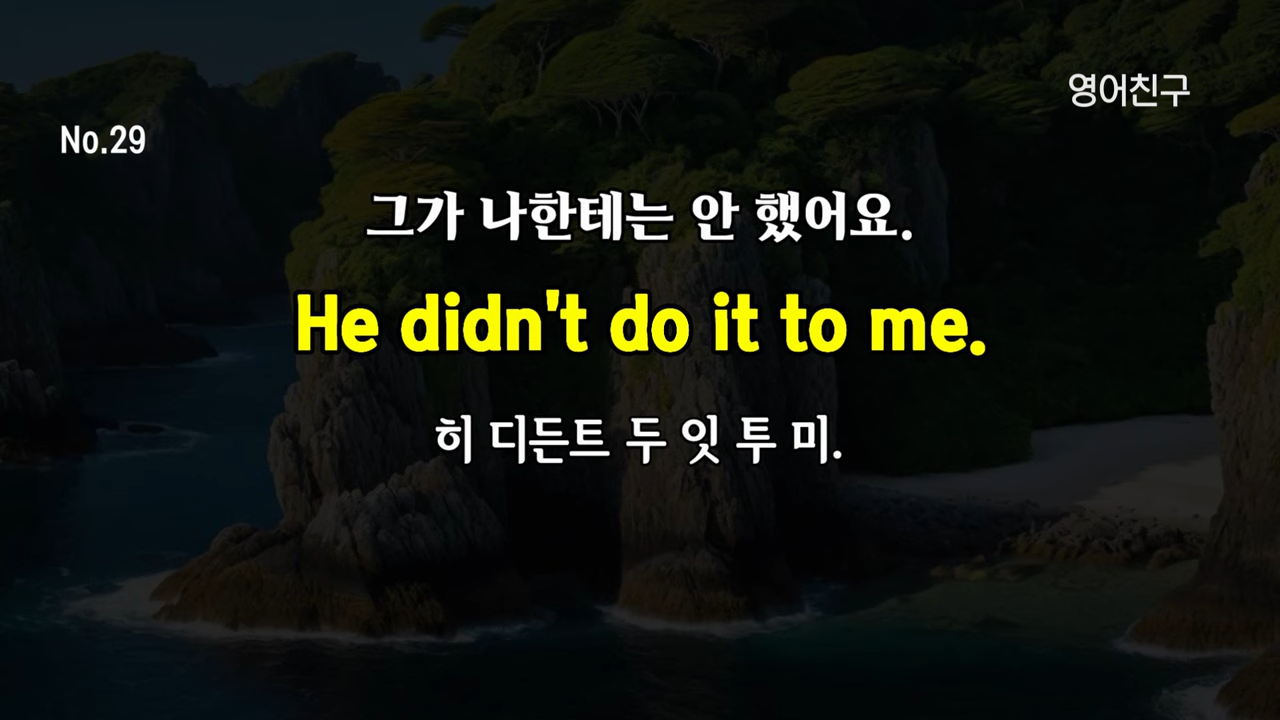 영어친구
No.29
그가 나한테는 안 했어요.
He didn't do it to me.
히 디든트 두 잇 투 미.